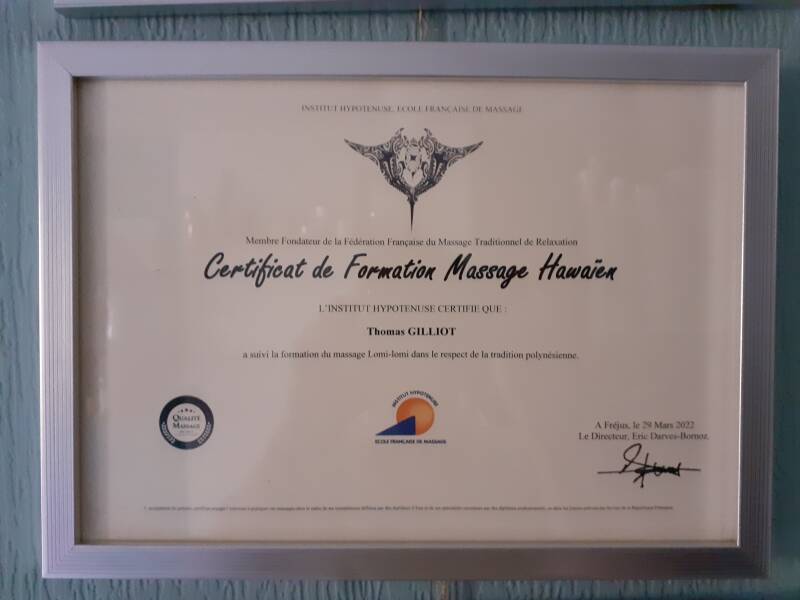 INSTITUT HYPOTENUSE, ECOLE FRANÇAISE DE MASSAGE
Membre Fondateur de la Fédération Française du Massage Traditionnel de Relaxation
Certificat de Formation Massage Hawaïen
L'INSTITUT HYPOTENUSE CERTIFIE QUE :
Thomas GILLIOT
a suivi la formation du massage Lomi-lomi dans le respect de la tradition polynésienne.
QUALITÉ
MASSAGE
INSTITUT HYPOTENUSE
ECOLE FRANCAISE DE MASSAGE
A Fréjus, le 29 Mars 2022
Le Directeur, Eric Darves-Bornoz.